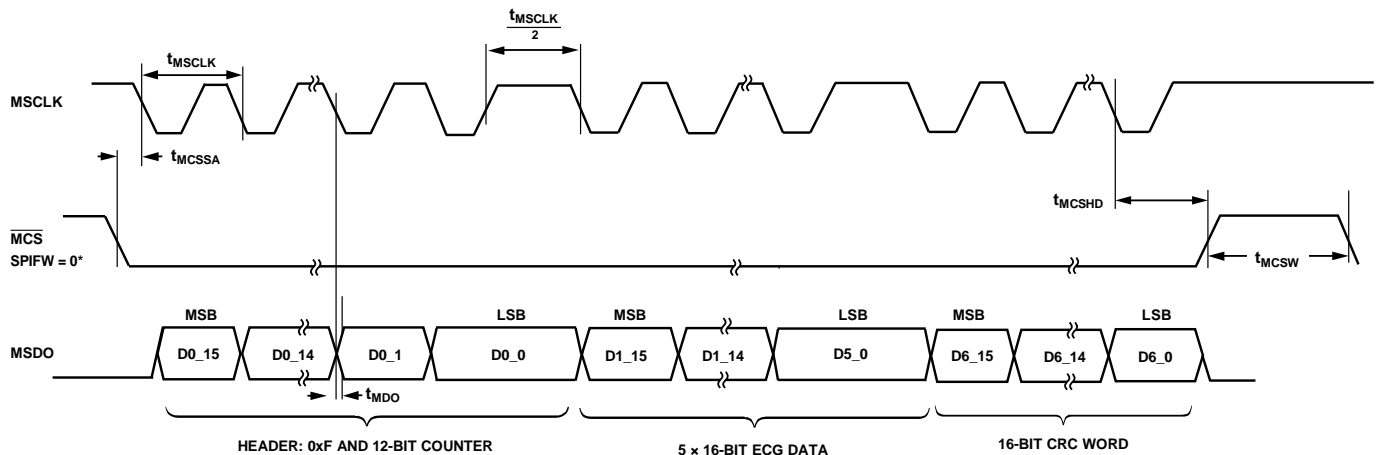 tMSCLK
tMSCLK
2
MSCLK
tMCSSA
tMCSHD
MCS
SPIFW = 0*
tMCSW
MSB LSB MSB LSB MSB LSB
MSDO D0_15 D0_14 D0_1 D0_0 D1_15 D1_14 D5_0 D6_15 D6_14 D6_0
tMDO
HEADER: 0xF AND 12-BIT COUNTER 5 × 16-BIT ECG DATA 16-BIT CRC WORD